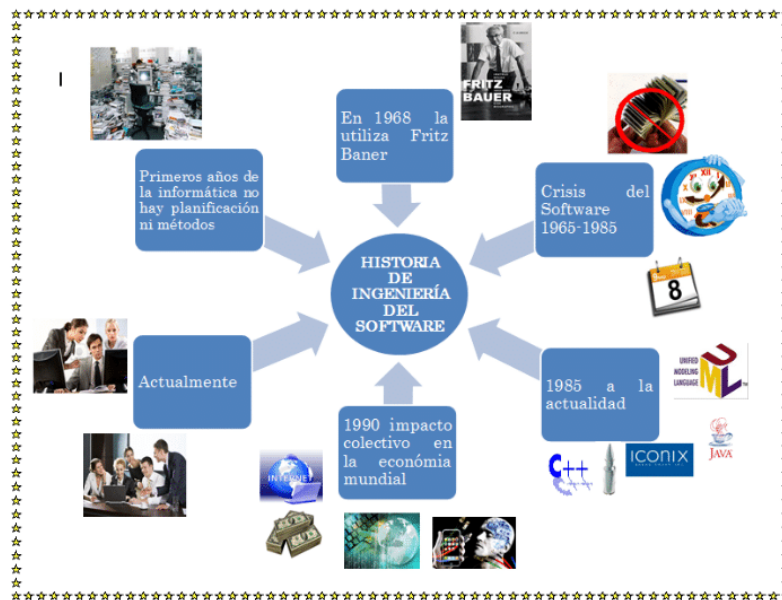 FRITZ
BAUER
En 1968 la
utiliza Fritz
Baner
Primeros años de
la informática no
hay planificación
ni métodos
Crisis del
Software
1965-1985
8
HISTORIA
DE
INGENIERÍA
DEL
SOFTWARE
Actualmente
1985 a la
actualidad
UNIFIED
MODELING
LANGUAGE
UML
TM
1990 impacto
colectivo en
la económia
mundial
INTERNET
C++
ICONIX
JAVA